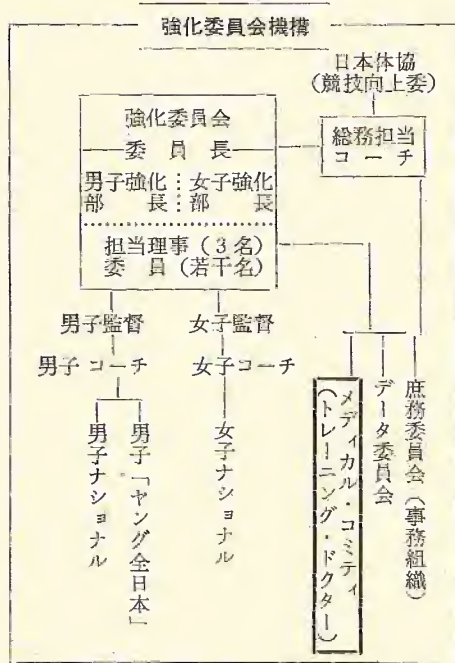 強化委員会機構
日本体協
(競技向上委)
総務担当
コーチ
強化委員会
委員長
男子強化:女子強化
部長:部長
担当理事(3名)
委員(若干名)
男子監督
女子監督
男子コーチ
女子コーチ
男子ナショナル
男子「ヤング全日本」
女子ナショナル
メディカル・コミティ
(トレーニング・ドクター)
データ委員会
庶務委員会(事務組織)